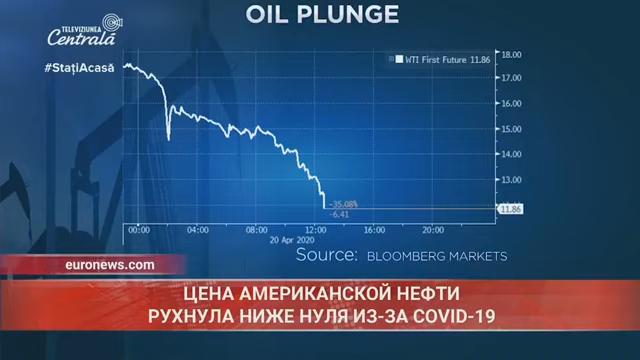 OIL PLUNGE
TELEVIZIUNEA
Centrală
#StațiAcasă
WTI First Future 11.86
18.00
17.00
16.00
15.00
14.00
13.00
11.86
-35.08%
-6.41
00:00 04:00 08:00 12:00 16:00 20:00
20 Apr 2020
Source: BLOOMBERG MARKETS
euronews.com
ЦЕНА АМЕРИКАНСКОЙ НЕФТИ
РУХНУЛА НИЖЕ НУЛЯ ИЗ-ЗА COVID-19